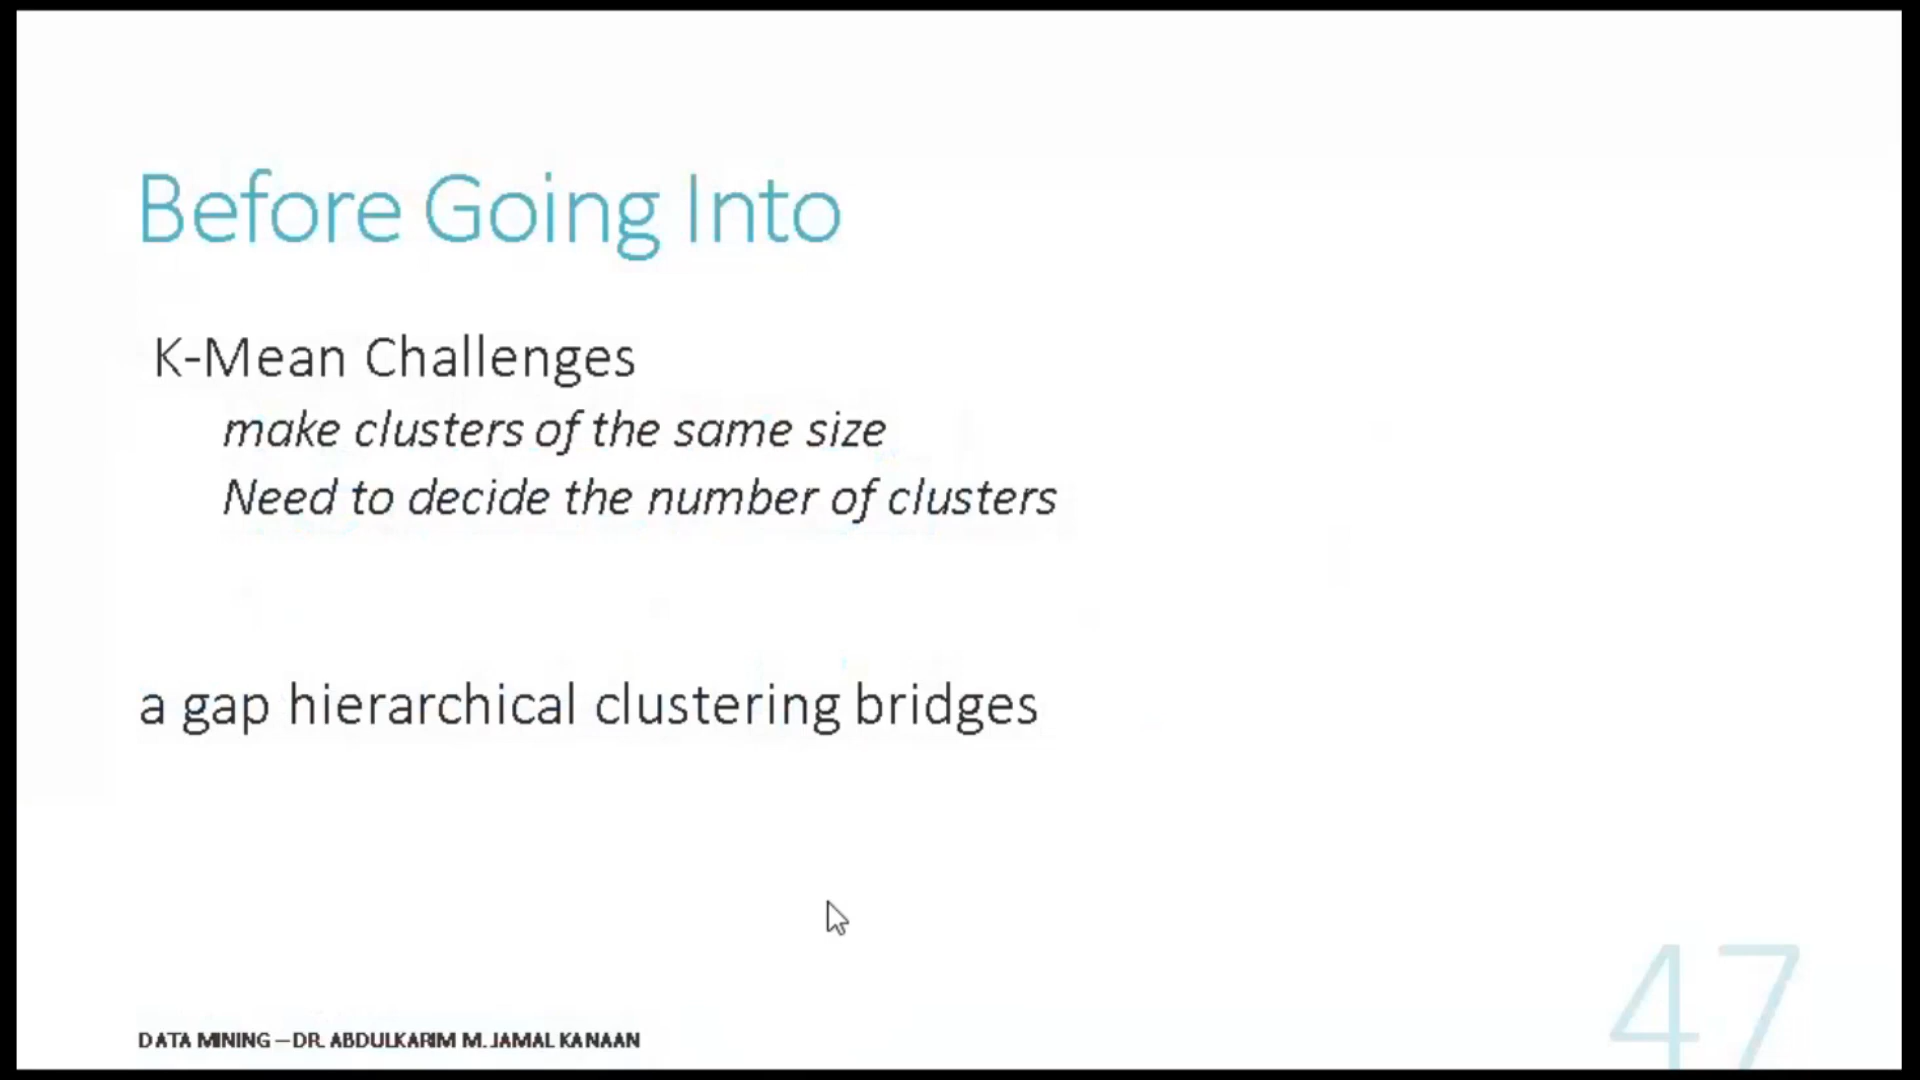 Before Going Into
K-Mean Challenges
make clusters of the same size
Need to decide the number of clusters
a gap hierarchical clustering bridges
DATA MINING – DR. ABDULKARIM M. JAMAL KANAAN
47